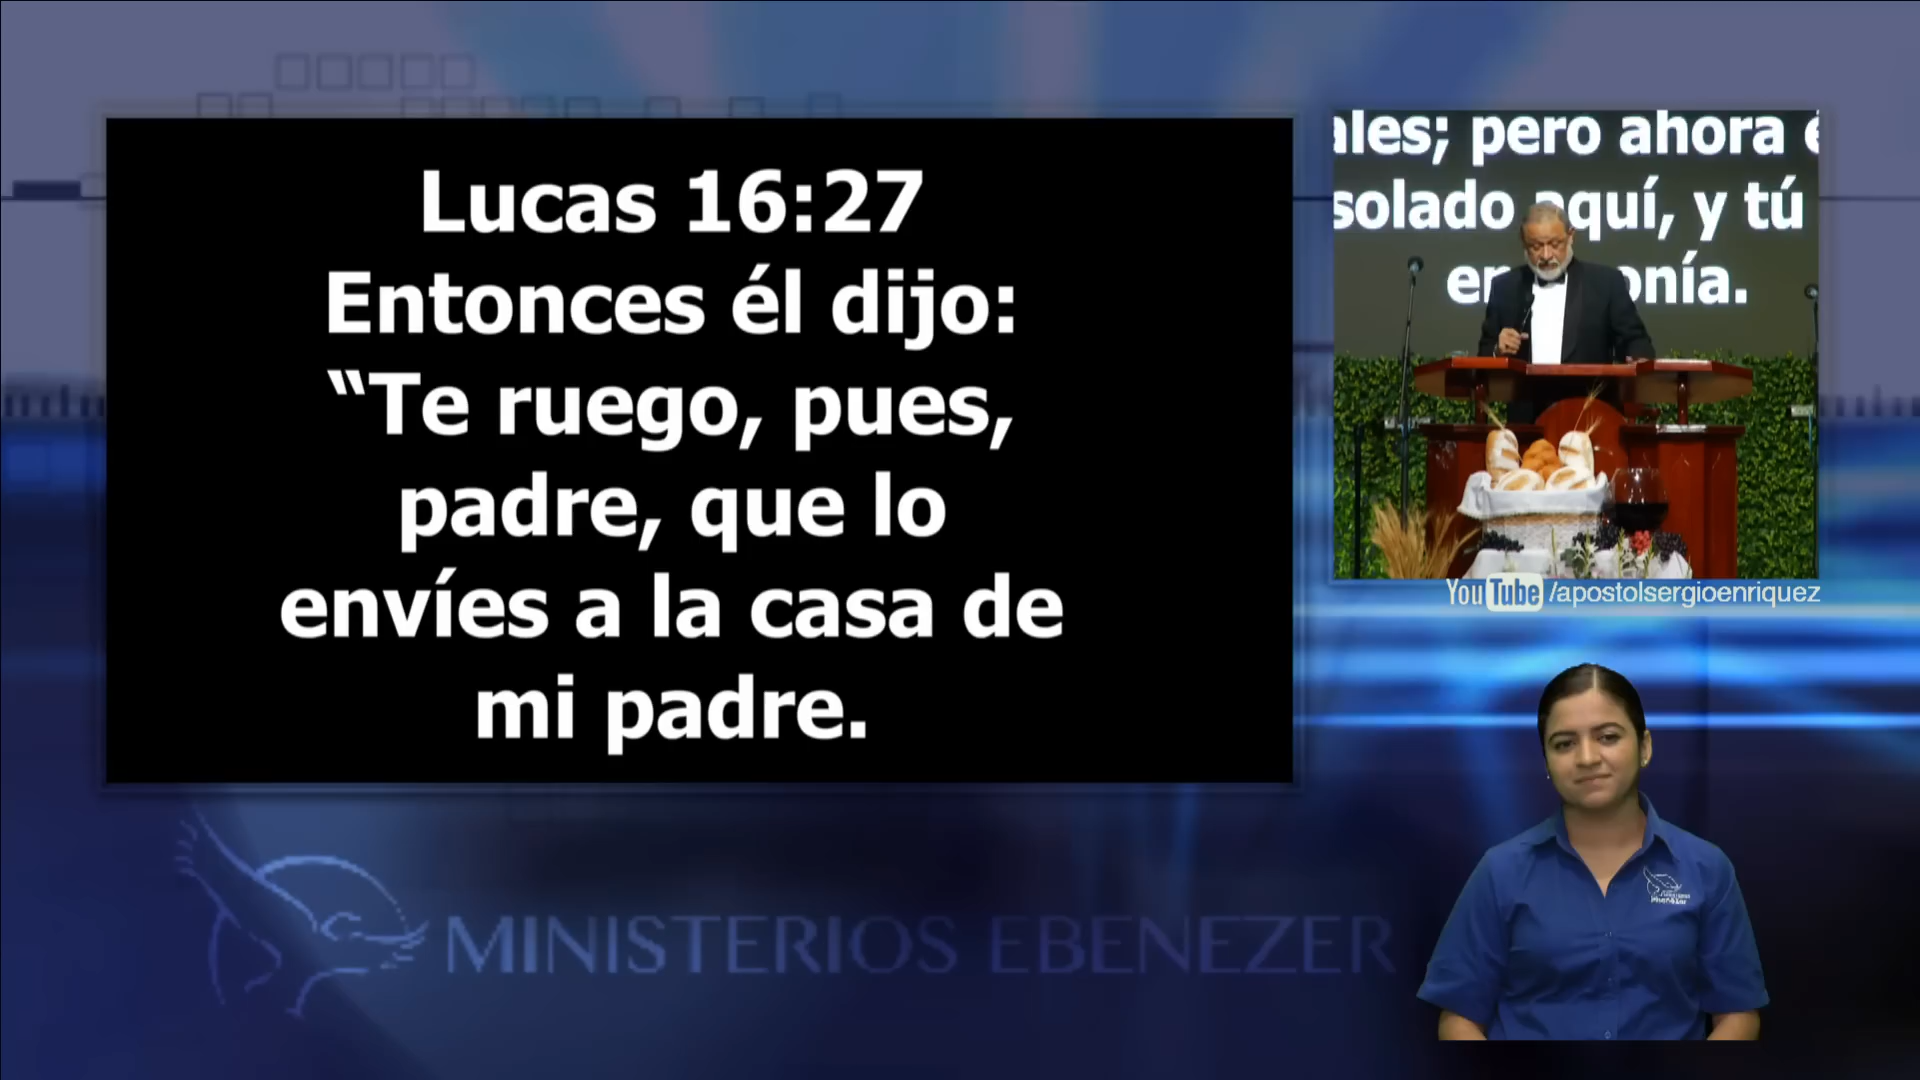 Lucas 16:27
Entonces él dijo:
“Te ruego, pues,
padre, que lo
envíes a la casa de
mi padre.
ales; pero ahora
solado aquí, y tú
YouTube /apostolsergioenriquez
MINISTERIOS EBENEZER